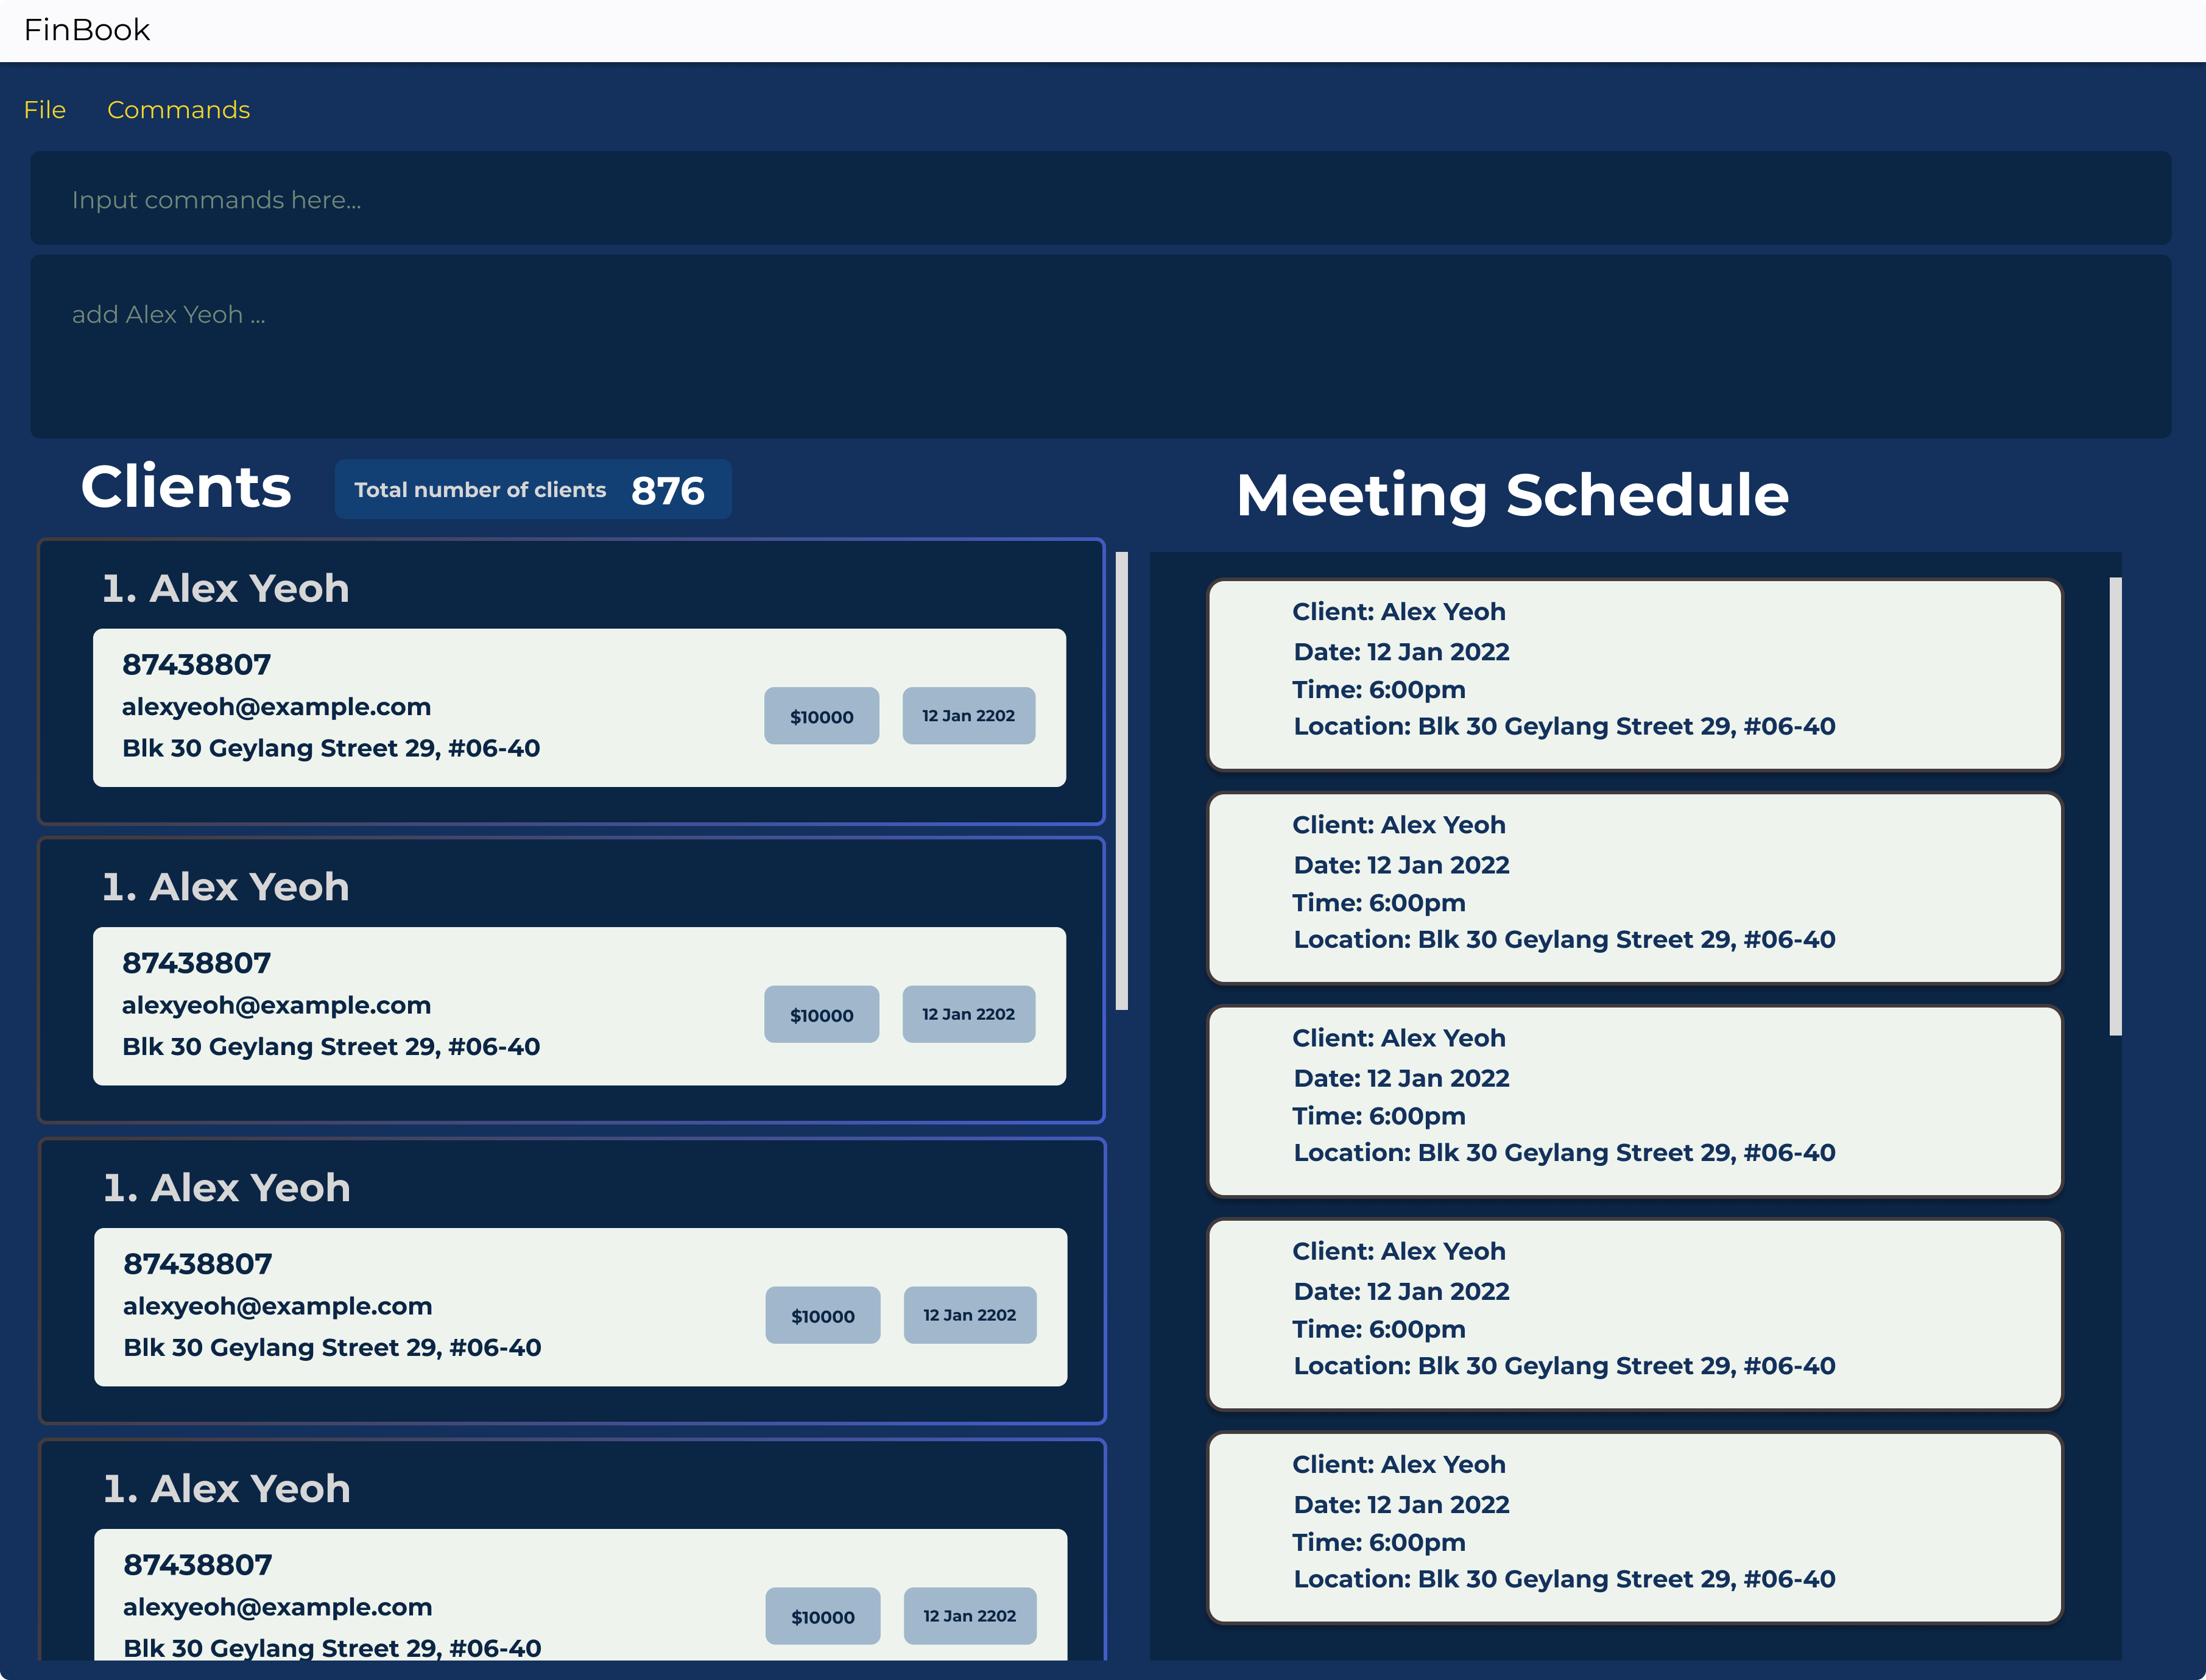 FinBook
File Commands
Input commands here...
add Alex Yeoh ...
Clients
Total number of clients 876
1. Alex Yeoh
87438807
alexyeoh@example.com
Blk 30 Geylang Street 29, #06-40
$10000
12 Jan 2202
1. Alex Yeoh
87438807
alexyeoh@example.com
Blk 30 Geylang Street 29, #06-40
$10000
12 Jan 2202
1. Alex Yeoh
87438807
alexyeoh@example.com
Blk 30 Geylang Street 29, #06-40
$10000
12 Jan 2202
1. Alex Yeoh
87438807
alexyeoh@example.com
Blk 30 Geylang Street 29, #06-40
$10000
12 Jan 2202
Meeting Schedule
Client: Alex Yeoh
Date: 12 Jan 2022
Time: 6:00pm
Location: Blk 30 Geylang Street 29, #06-40
Client: Alex Yeoh
Date: 12 Jan 2022
Time: 6:00pm
Location: Blk 30 Geylang Street 29, #06-40
Client: Alex Yeoh
Date: 12 Jan 2022
Time: 6:00pm
Location: Blk 30 Geylang Street 29, #06-40
Client: Alex Yeoh
Date: 12 Jan 2022
Time: 6:00pm
Location: Blk 30 Geylang Street 29, #06-40
Client: Alex Yeoh
Date: 12 Jan 2022
Time: 6:00pm
Location: Blk 30 Geylang Street 29, #06-40